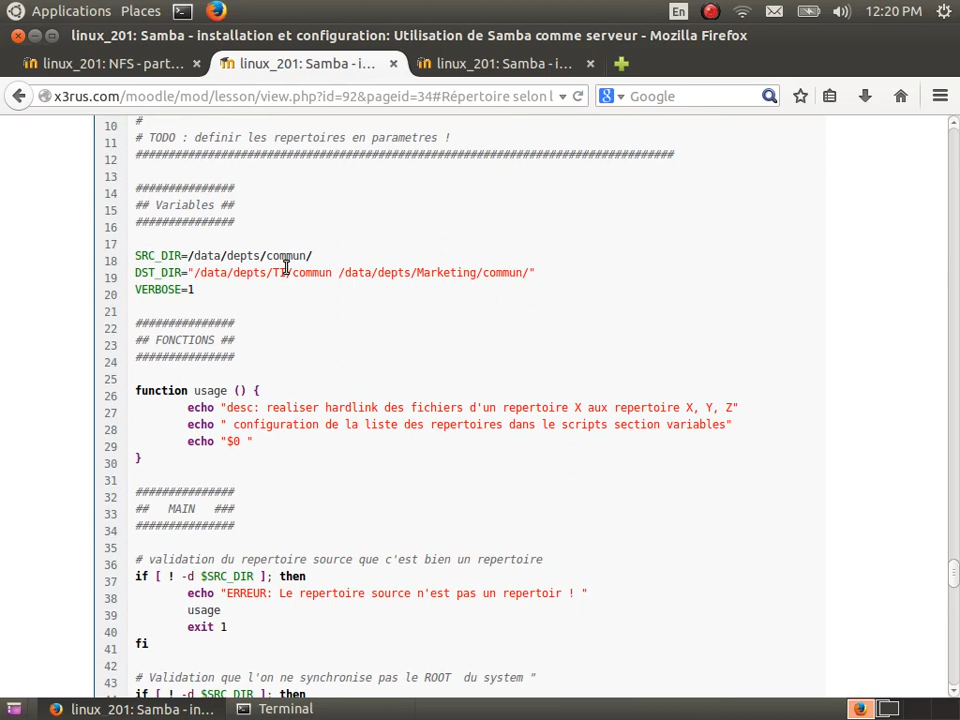 Applications Places En 12:20 PM
linux_201: Samba - installation et configuration: Utilisation de Samba comme serveur - Mozilla Firefox
linux_201: NFS - part... linux_201: Samba - i... linux_201: Samba - i...
x3rus.com/moodle/mod/lesson/view.php?id=92&pageid=34#Répertoire selon l Google
10 #
11 # TODO : definir les repertoires en parametres !
12 ##################################################################################
13
14 ###############
15 ## Variables ##
16 ###############
17
18 SRC_DIR=/data/depts/commun/
19 DST_DIR="/data/depts/TI/commun /data/depts/Marketing/commun/"
20 VERBOSE=1
21
22 ###############
23 ## FONCTIONS ##
24 ###############
25
26 function usage () {
27 echo "desc: realiser hardlink des fichiers d'un repertoire X aux repertoire X, Y, Z"
28 echo " configuration de la liste des repertoires dans le scripts section variables"
29 echo "$0 "
30 }
31
32 ###############
33 ## MAIN ###
34 ###############
35
36 # validation du repertoire source que c'est bien un repertoire
37 if [ ! -d $SRC_DIR ]; then
38 echo "ERREUR: Le repertoire source n'est pas un repertoir ! "
39 usage
40 exit 1
41 fi
42
43 # Validation que l'on ne synchronise pas le ROOT du system "
if [ ! -d $SRC_DIR ]; then
linux_201: Samba - in... Terminal